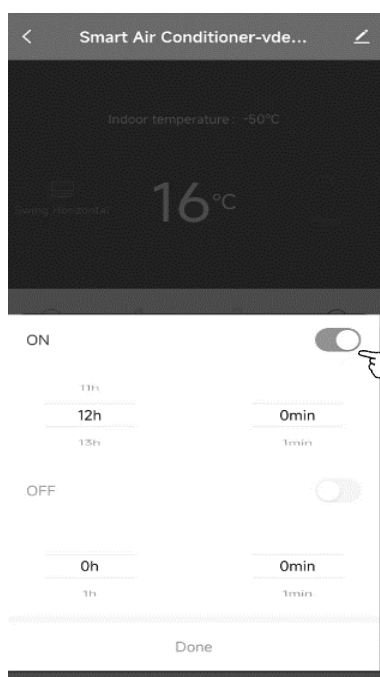 Smart Air Conditioner-vde...
Indoor temperature: -50°C
16°C
Swing Horizontal
ON
11h
12h 0min
13h 1min
OFF
0h 0min
1h 1min
Done